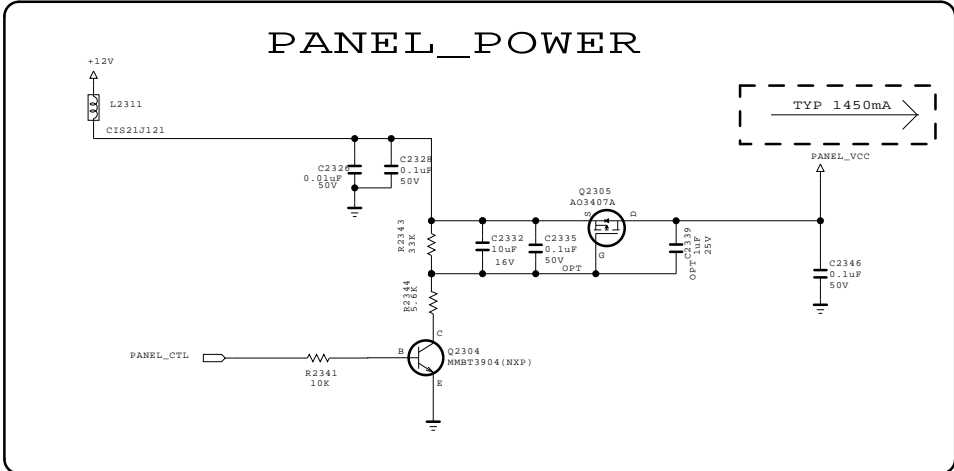 PANEL_POWER
+12V
L2311
CIS21J121
TYP 1450mA
PANEL_VCC
C2326
0.01uF
50V
C2328
0.1uF
50V
Q2305
AO3407A
S
D
G
R2343
33K
C2332
10uF
16V
C2335
0.1uF
50V
OPT
C2339
1uF
25V
OPT
C2346
0.1uF
50V
R2344
5.6K
C
B
E
Q2304
MMBT3904(NXP)
PANEL_CTL
R2341
10K